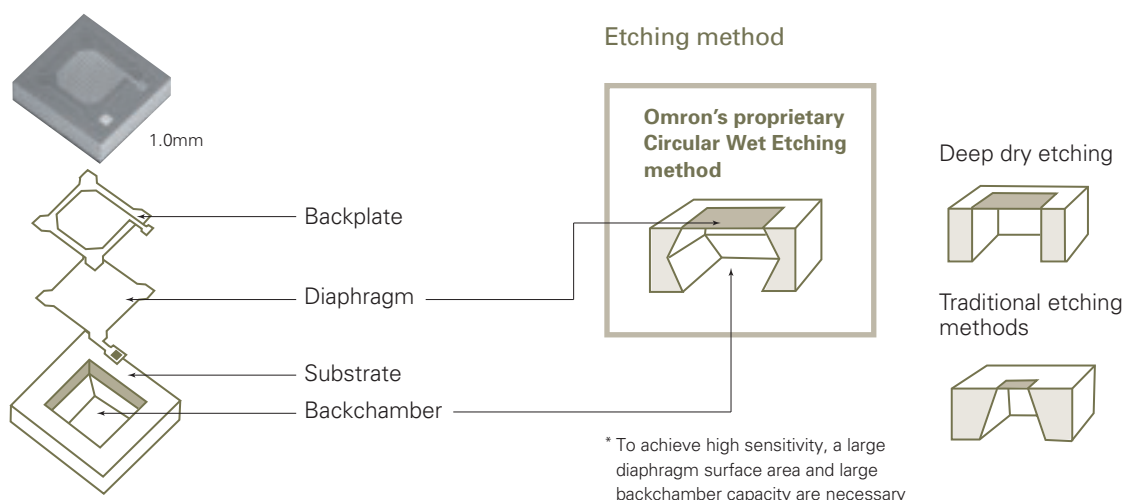 Etching method
Omron's proprietary
Circular Wet Etching
method
1.0mm
Deep dry etching
Backplate
Diaphragm
Traditional etching
methods
Substrate
Backchamber
* To achieve high sensitivity, a large
diaphragm surface area and large
backchamber capacity are necessary